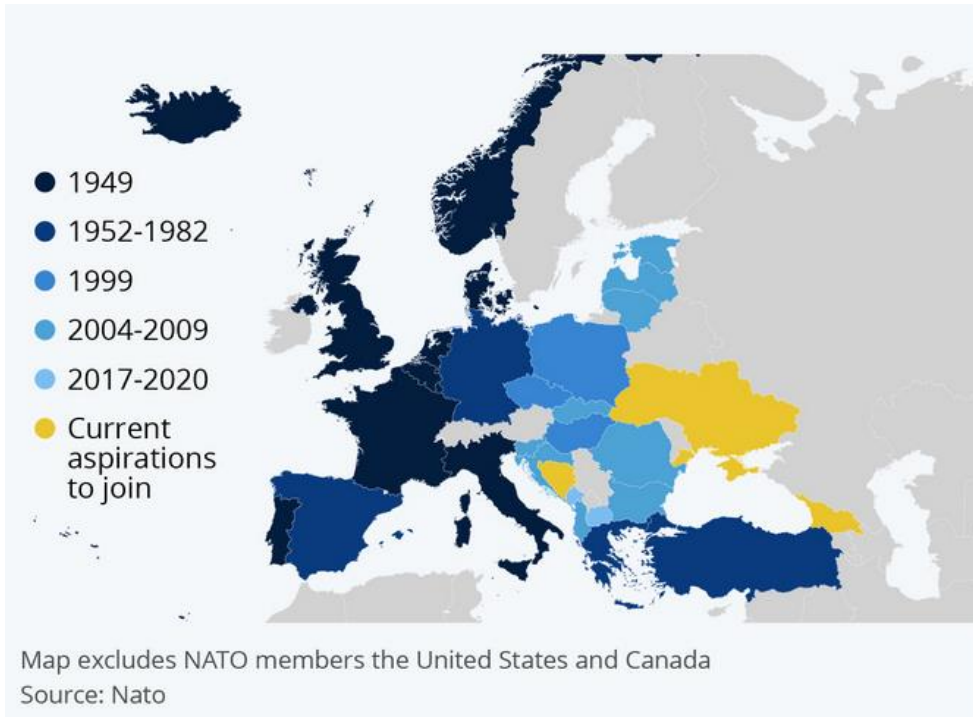 1949
1952-1982
1999
2004-2009
2017-2020
Current
aspirations
to join
Map excludes NATO members the United States and Canada
Source: Nato